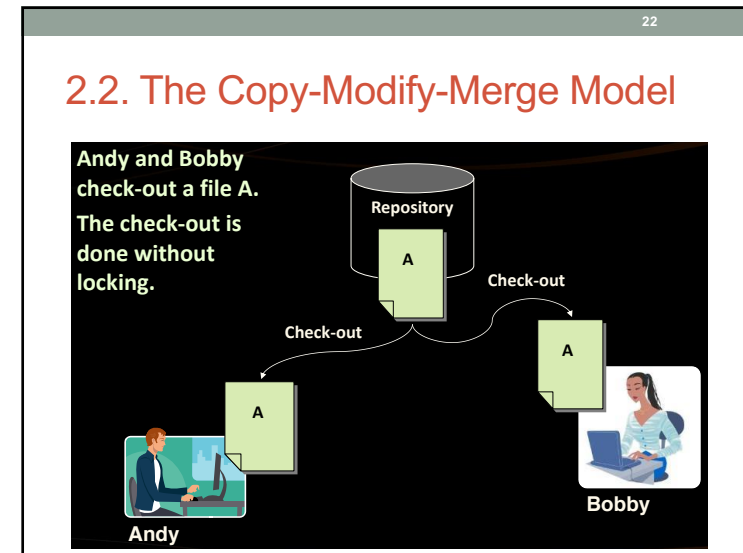 22
2.2. The Copy-Modify-Merge Model
Andy and Bobby
check-out a file A.
The check-out is
done without
locking.
Repository
A
Check-out
Check-out
A
A
Bobby
Andy